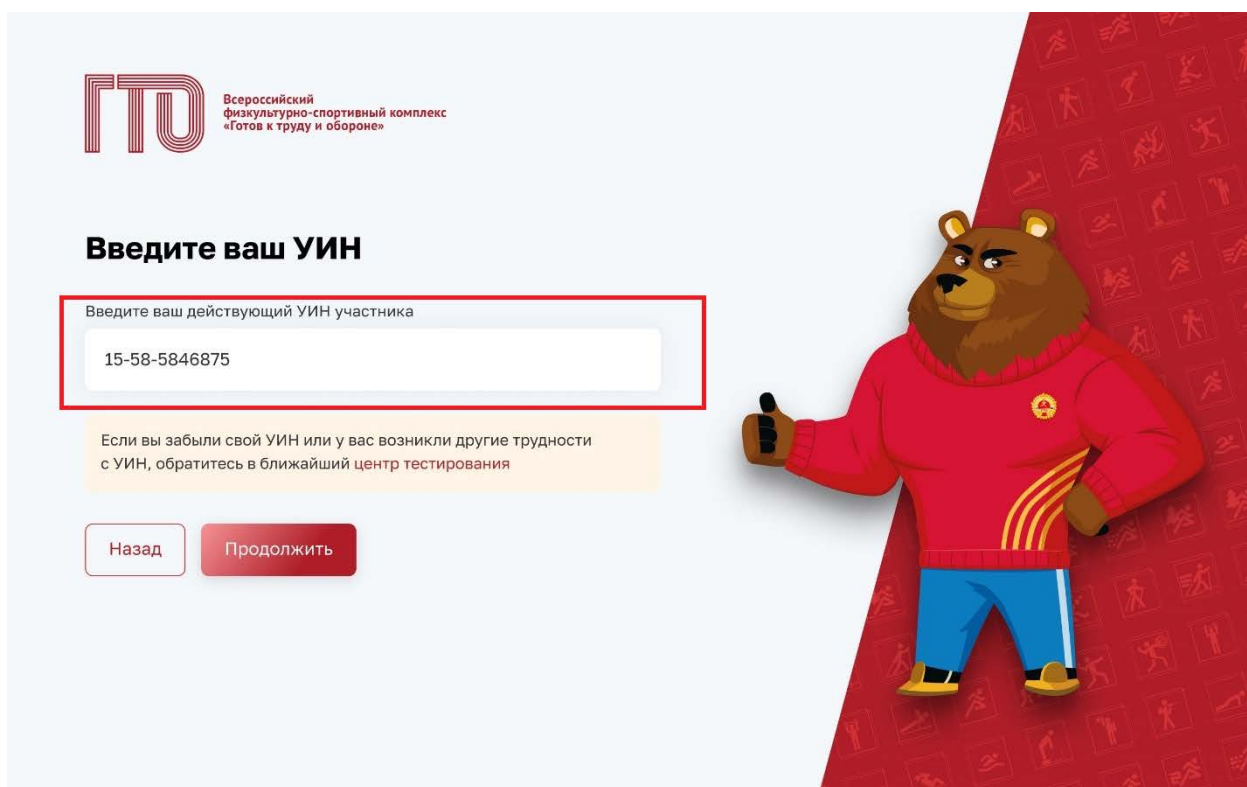 ГТО
Всероссийский
физкультурно-спортивный комплекс
«Готов к труду и обороне»
Введите ваш УИН
Введите ваш действующий УИН участника
15-58-5846875
Если вы забыли свой УИН или у вас возникли другие трудности
с УИН, обратитесь в ближайший центр тестирования
Назад
Продолжить